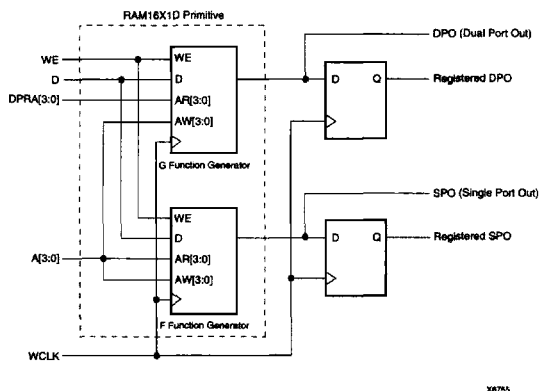 RAM16X1D Primitive
DPO (Dual Port Out)
WE
WE
D
D
D
Q
Registered DPO
DPRA[3:0]
AR[3:0]
AW[3:0]
G Function Generator
SPO (Single Port Out)
WE
D
D
Q
Registered SPO
A[3:0]
AR[3:0]
AW[3:0]
F Function Generator
WCLK
X6755